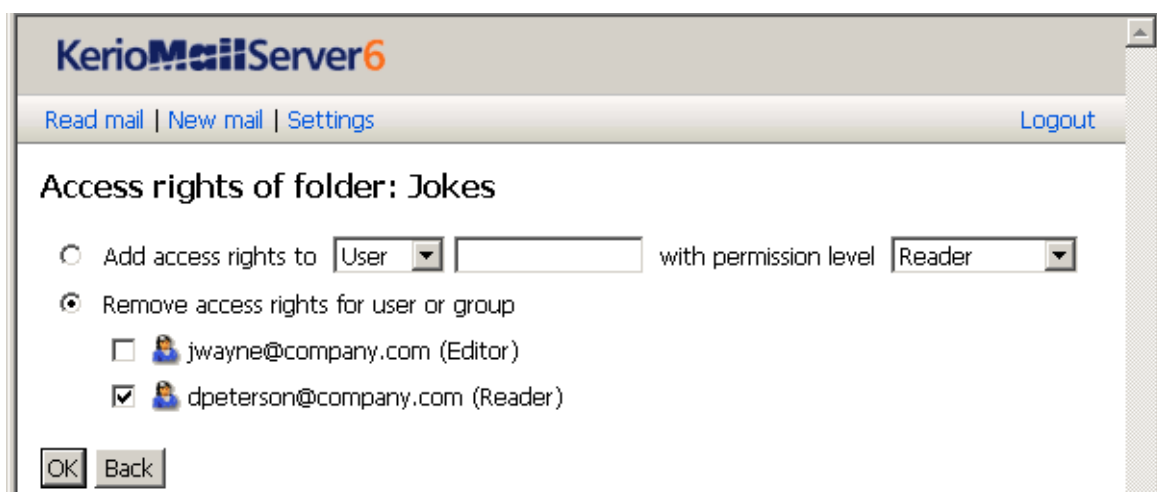 KerioMailServer6
Read mail | New mail | Settings Logout
Access rights of folder: Jokes
Add access rights to User with permission level Reader
Remove access rights for user or group
jwayne@company.com (Editor)
dpeterson@company.com (Reader)
OK Back